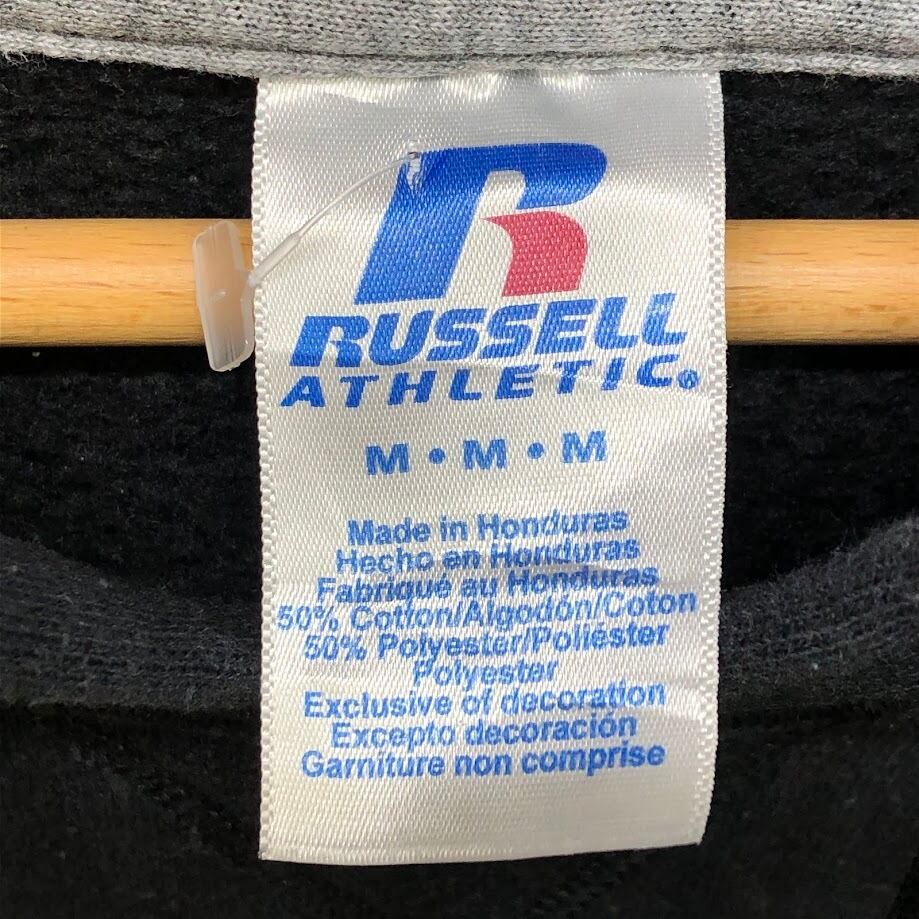 R
RUSSELL
ATHLETIC®
M • M • M
Made in Honduras
Hecho en Honduras
Fabriqué au Honduras
50% Cotton/Algodón/Coton
50% Polyester/Poliéster
Polyester
Exclusive of decoration
Excepto decoración
Garniture non comprise